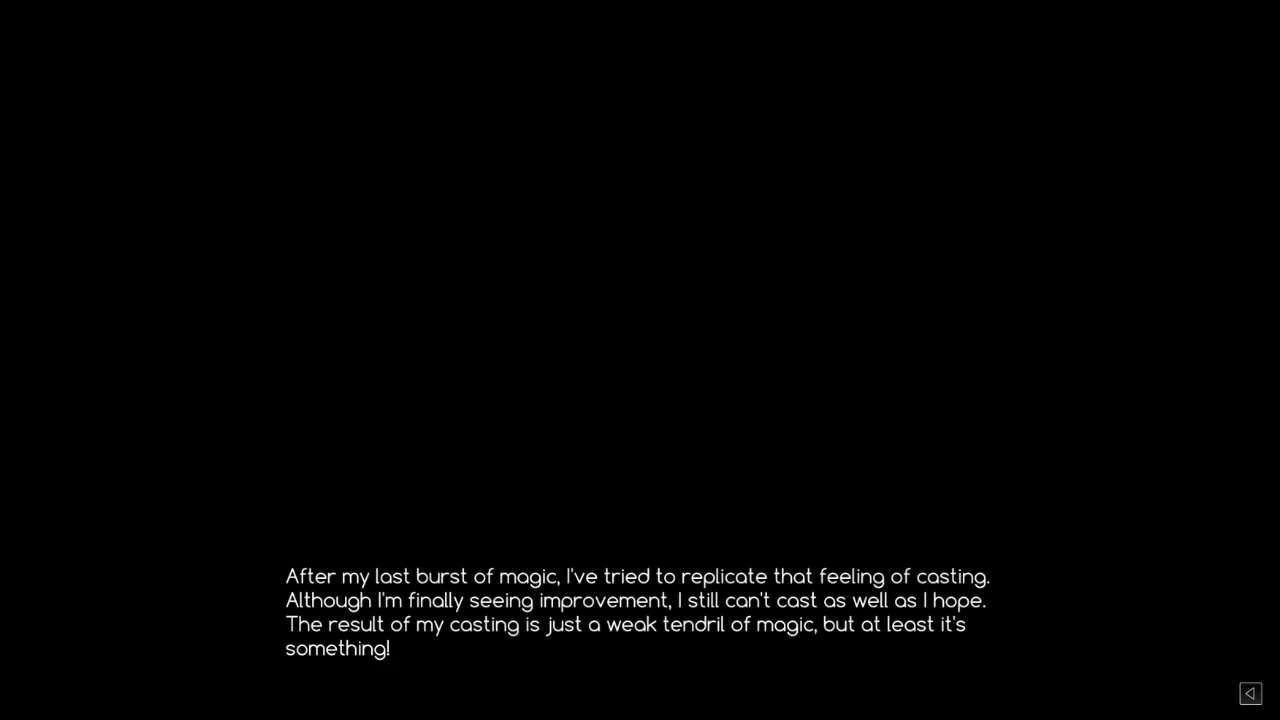 After my last burst of magic, I've tried to replicate that feeling of casting.
Although I'm finally seeing improvement, I still can't cast as well as I hope.
The result of my casting is just a weak tendril of magic, but at least it's
something!